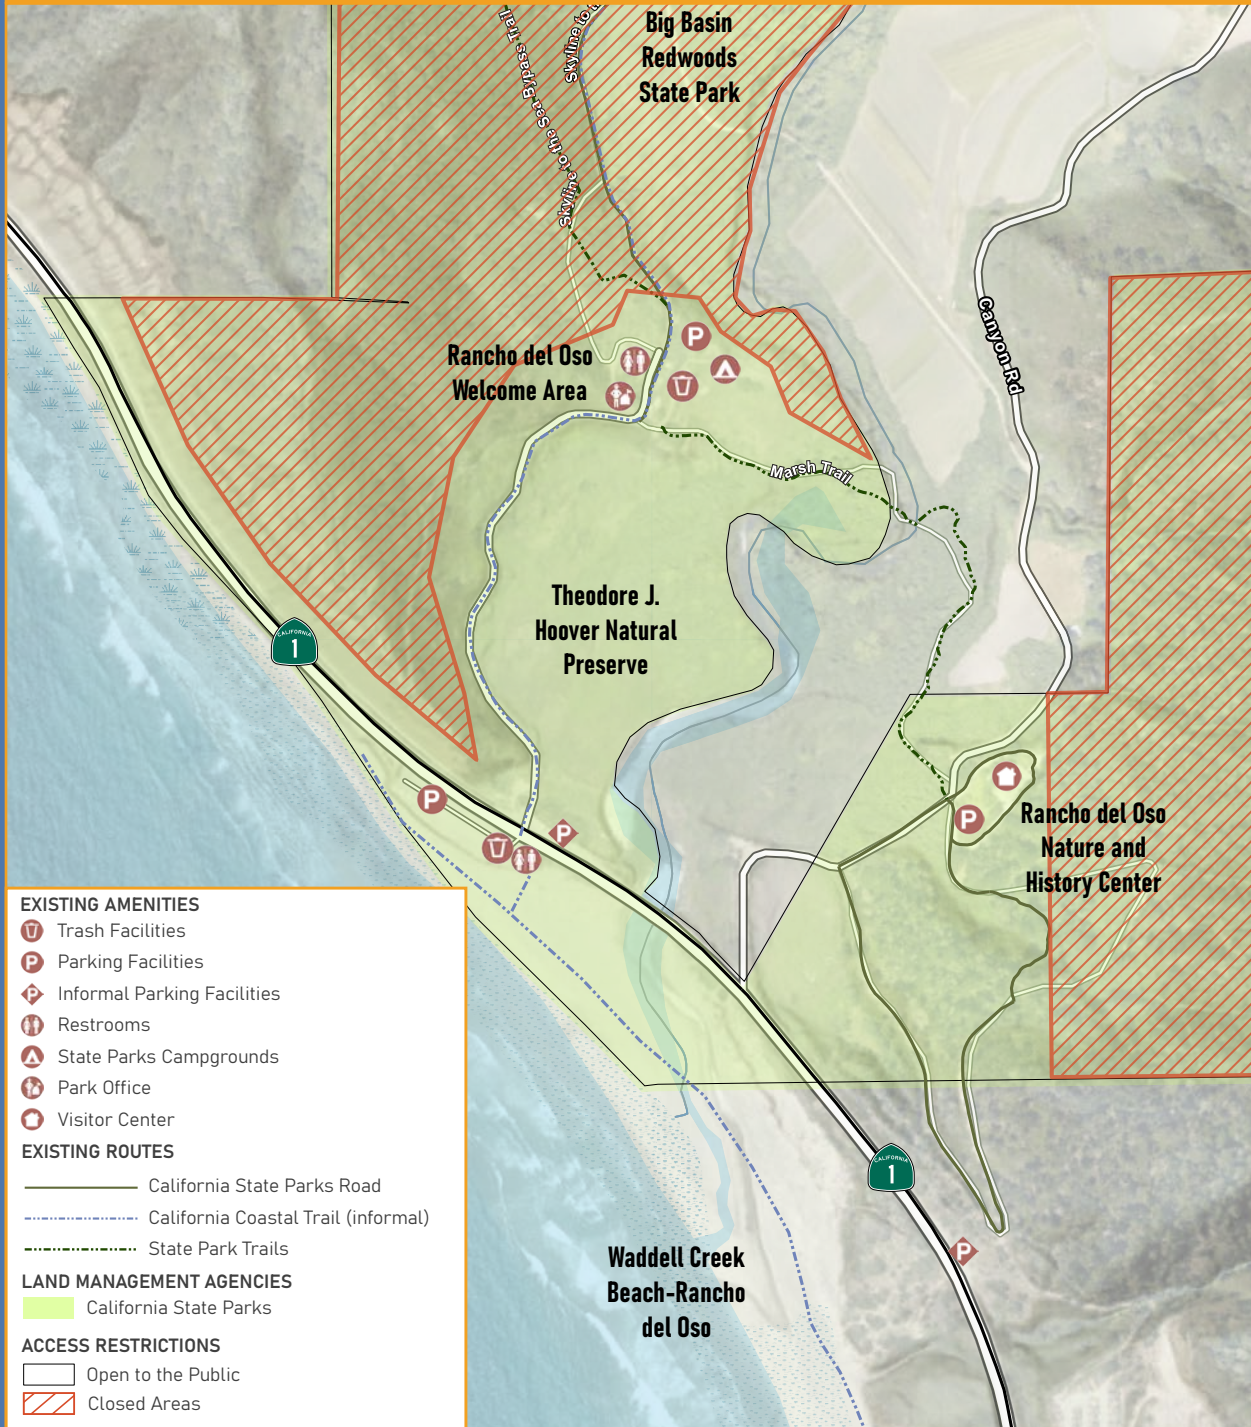 Big Basin
Redwoods
State Park
Skyline to
Skyline to the Sea Bypass Trail
Canyon Rd
Rancho del Oso
Welcome Area
P
Marsh Trail
Theodore J.
Hoover Natural
Preserve
CALIFORNIA
1
P
P
P
Rancho del Oso
Nature and
History Center
CALIFORNIA
1
P
Waddell Creek
Beach-Rancho
del Oso
EXISTING AMENITIES
Trash Facilities
P Parking Facilities
P Informal Parking Facilities
Restrooms
State Parks Campgrounds
Park Office
Visitor Center
EXISTING ROUTES
California State Parks Road
California Coastal Trail (informal)
State Park Trails
LAND MANAGEMENT AGENCIES
California State Parks
ACCESS RESTRICTIONS
Open to the Public
Closed Areas